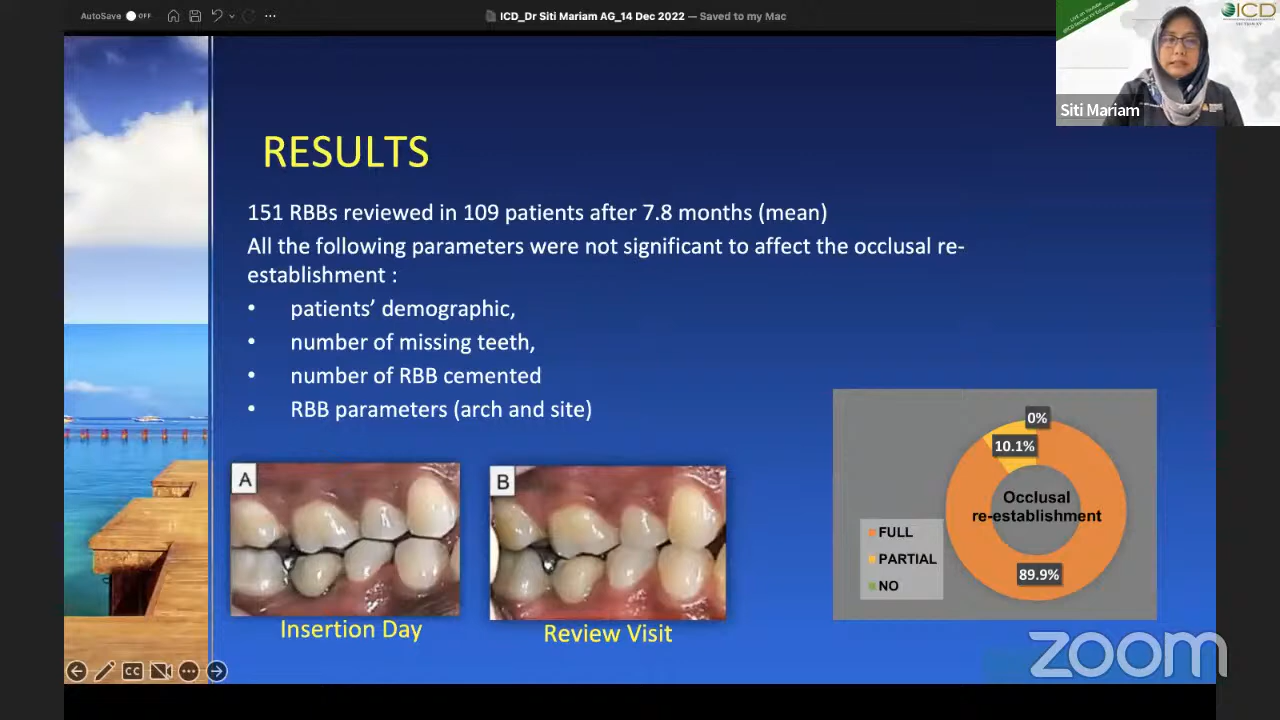 AutoSave OFF
ICD_Dr Siti Mariam AG_14 Dec 2022 — Saved to my Mac
ICD
Siti Mariam
RESULTS
151 RBBs reviewed in 109 patients after 7.8 months (mean)
All the following parameters were not significant to affect the occlusal re-
establishment :
• patients’ demographic,
• number of missing teeth,
• number of RBB cemented
• RBB parameters (arch and site)
A
B
Insertion Day
Review Visit
0%
10.1%
Occlusal
re-establishment
89.9%
FULL
PARTIAL
NO
CC
zoom